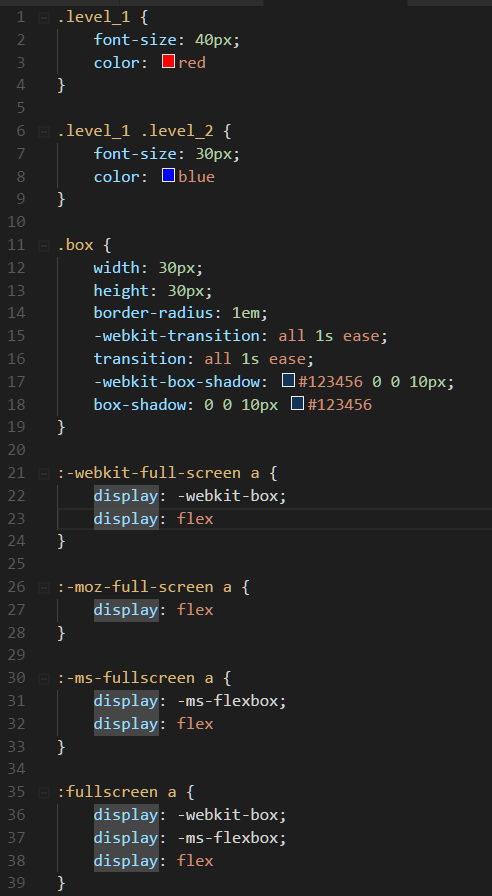 1 .level_1 {
2 font-size: 40px;
3 color: red
4 }
5
6 .level_1 .level_2 {
7 font-size: 30px;
8 color: blue
9 }
10
11 .box {
12 width: 30px;
13 height: 30px;
14 border-radius: 1em;
15 -webkit-transition: all 1s ease;
16 transition: all 1s ease;
17 -webkit-box-shadow: #123456 0 0 10px;
18 box-shadow: 0 0 10px #123456
19 }
20
21 :-webkit-full-screen a {
22 display: -webkit-box;
23 display: flex
24 }
25
26 :-moz-full-screen a {
27 display: flex
28 }
29
30 :-ms-fullscreen a {
31 display: -ms-flexbox;
32 display: flex
33 }
34
35 :fullscreen a {
36 display: -webkit-box;
37 display: -ms-flexbox;
38 display: flex
39 }